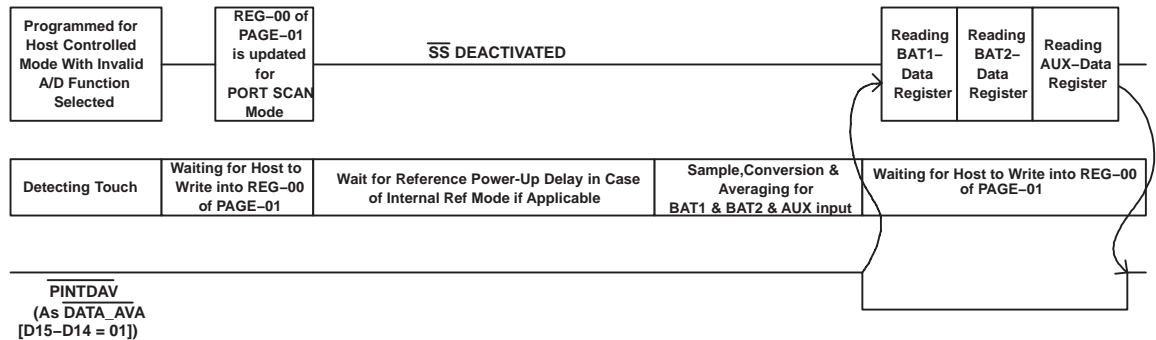 Programmed for
Host Controlled
Mode With Invalid
A/D Function
Selected
REG−00 of
PAGE−01
is updated
for
PORT SCAN
Mode
SS DEACTIVATED
Reading
BAT1−
Data
Register
Reading
BAT2−
Data
Register
Reading
AUX−Data
Register
Detecting Touch
Waiting for Host to
Write into REG−00
of PAGE−01
Wait for Reference Power-Up Delay in Case
of Internal Ref Mode if Applicable
Sample,Conversion &
Averaging for
BAT1 & BAT2 & AUX input
Waiting for Host to Write into REG−00
of PAGE−01
PINTDAV
(As DATA_AVA
[D15−D14 = 01])